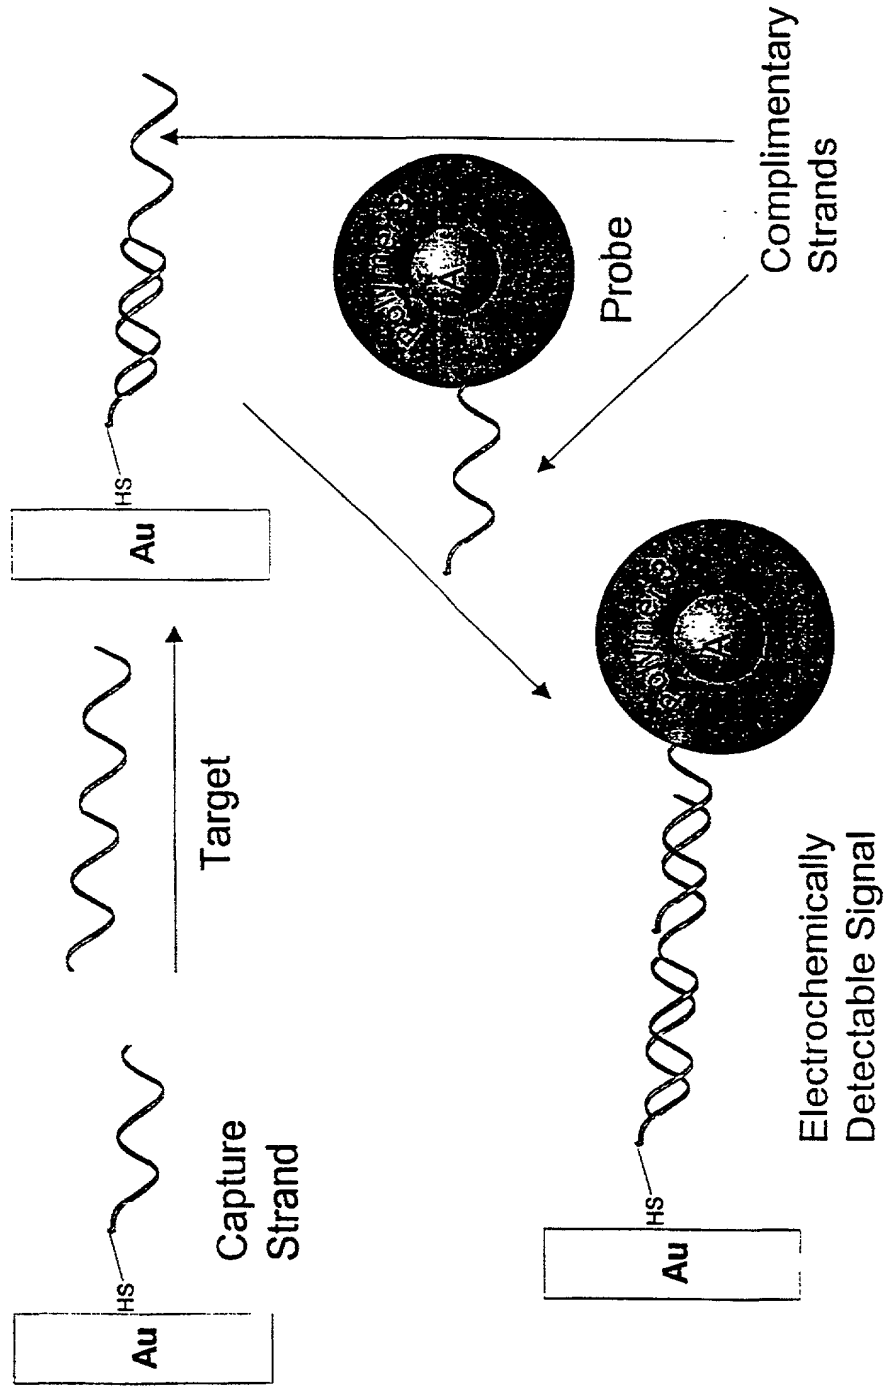 Au
HS
Capture
Strand
Target
Au
HS
A
Probe
Complimentary
Strands
Au
HS
A
Electrochemically
Detectable Signal